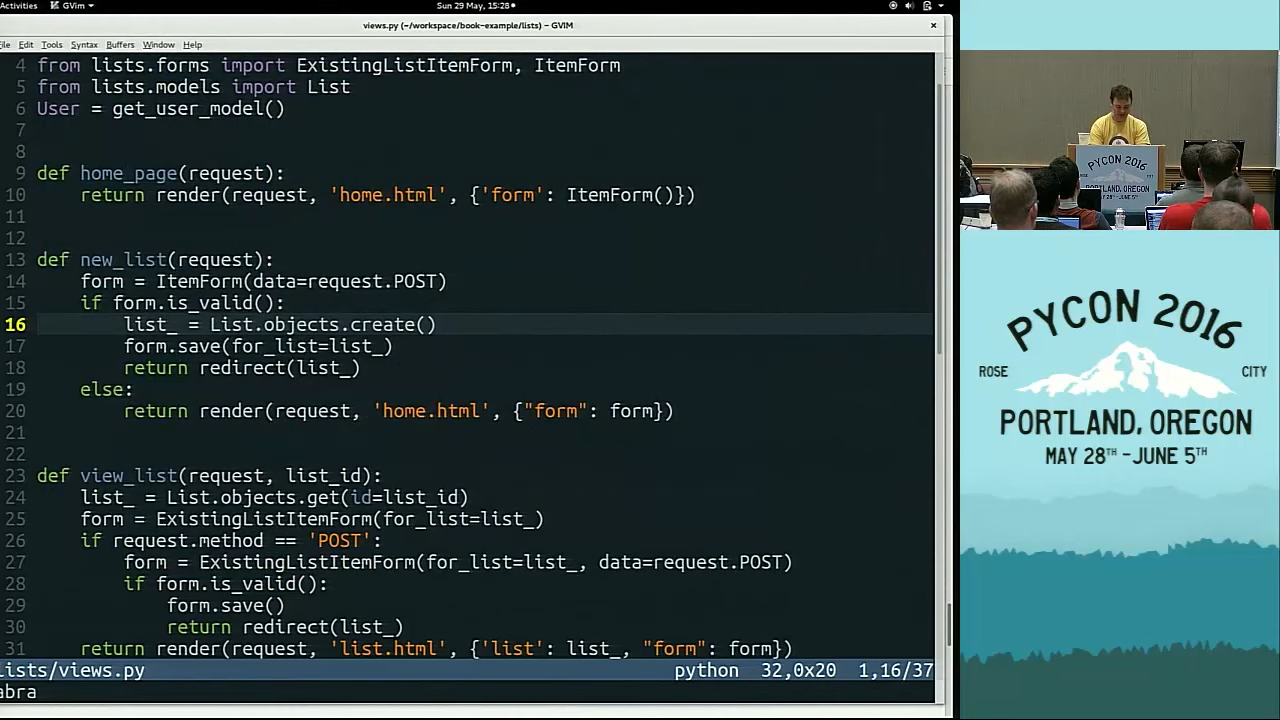 Activities GVim Sun 29 May, 15:28
views.py (~/workspace/book-example/lists) – GVIM
File Edit Tools Syntax Buffers Window Help
4 from lists.forms import ExistingListItemForm, ItemForm
5 from lists.models import List
6 User = get_user_model()
7
8
9 def home_page(request):
10     return render(request, 'home.html', {'form': ItemForm()})
11
12
13 def new_list(request):
14     form = ItemForm(data=request.POST)
15     if form.is_valid():
16         list_ = List.objects.create()
17         form.save(for_list=list_)
18         return redirect(list_)
19     else:
20         return render(request, 'home.html', {"form": form})
21
22
23 def view_list(request, list_id):
24     list_ = List.objects.get(id=list_id)
25     form = ExistingListItemForm(for_list=list_)
26     if request.method == 'POST':
27         form = ExistingListItemForm(for_list=list_, data=request.POST)
28         if form.is_valid():
29             form.save()
30             return redirect(list_)
31     return render(request, 'list.html', {'list': list_, "form": form})
lists/views.py python 32,0x20 1,16/37
abra
PYCON 2016
PORTLAND, OREGON
MAY 28TH-JUNE 5TH
PYCON 2016
ROSE CITY
PORTLAND, OREGON
MAY 28TH -JUNE 5TH